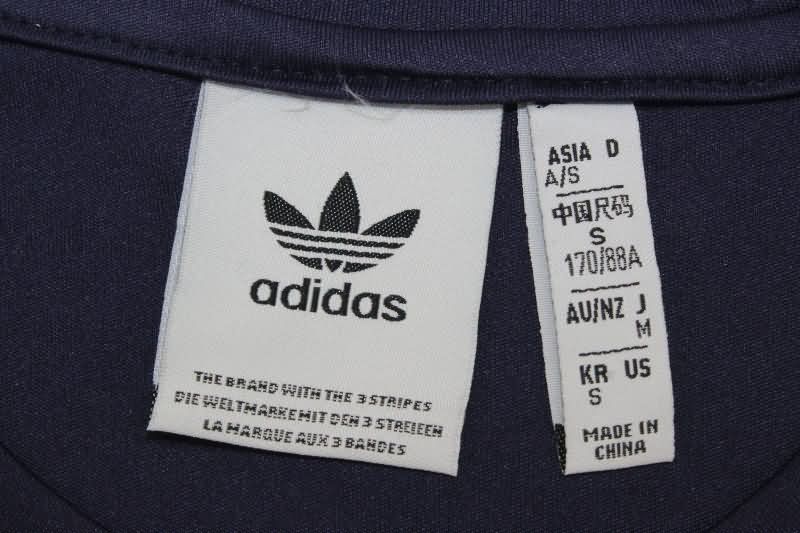 adidas
THE BRAND WITH THE 3 STRIPES
DIE WELTMARKE MIT DEN 3 STREIEEN
LA MARQUE AUX 3 BANDES
ASIA D
A/S
中国尺码
S
170/88A
AU/NZ J
M
KR US
S
MADE IN
CHINA